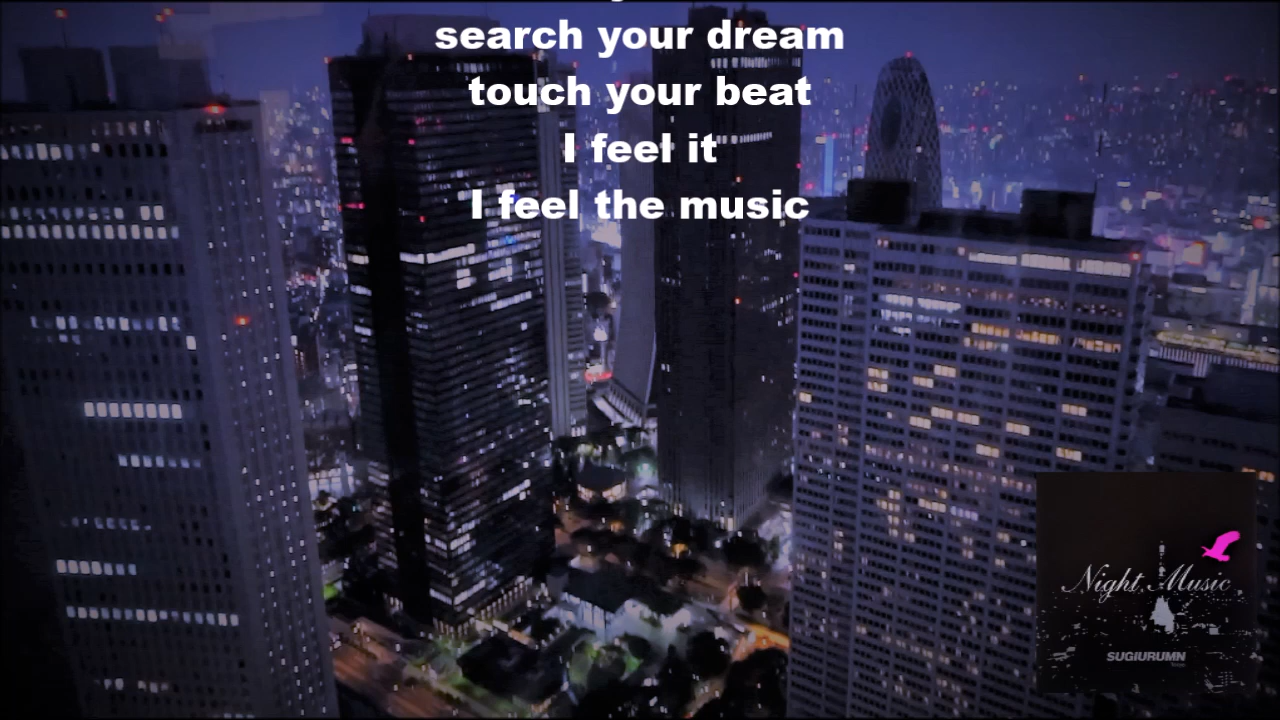 search your dream
touch your beat
I feel it
I feel the music
Night Music
SUGIURUMN